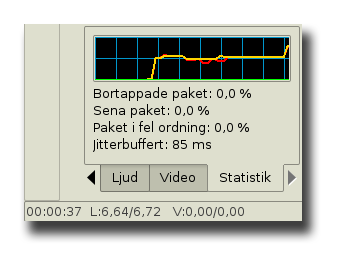 Bortappade paket: 0,0 %
Sena paket: 0,0 %
Paket i fel ordning: 0,0 %
Jitterbuffert: 85 ms
Ljud Video Statistik
00:00:37 L:6,64/6,72 V:0,00/0,00